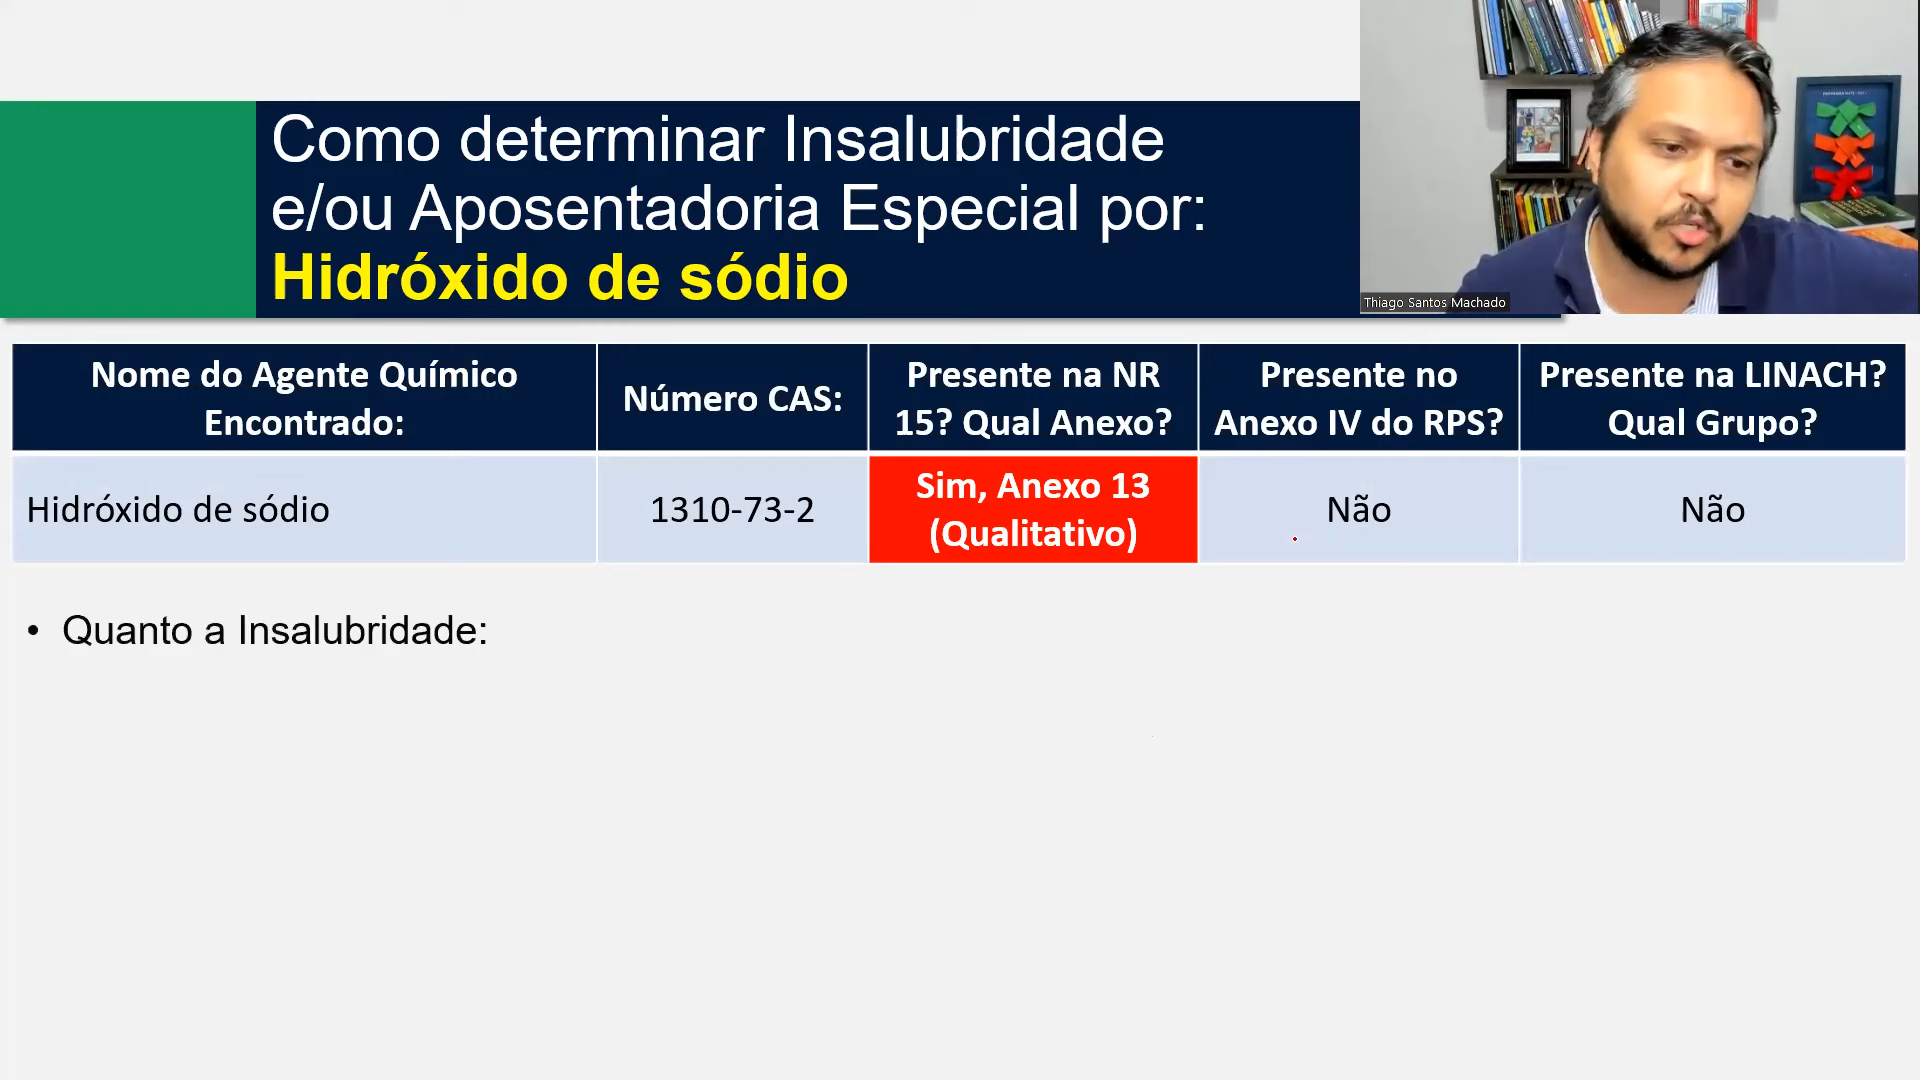 Como determinar Insalubridade
e/ou Aposentadoria Especial por:
Hidróxido de sódio
Thiago Santos Machado
Nome do Agente Químico
Encontrado:
Número CAS:
Presente na NR
15? Qual Anexo?
Presente no
Anexo IV do RPS?
Presente na LINACH?
Qual Grupo?
Hidróxido de sódio
1310-73-2
Sim, Anexo 13
(Qualitativo)
Não
Não
• Quanto a Insalubridade: